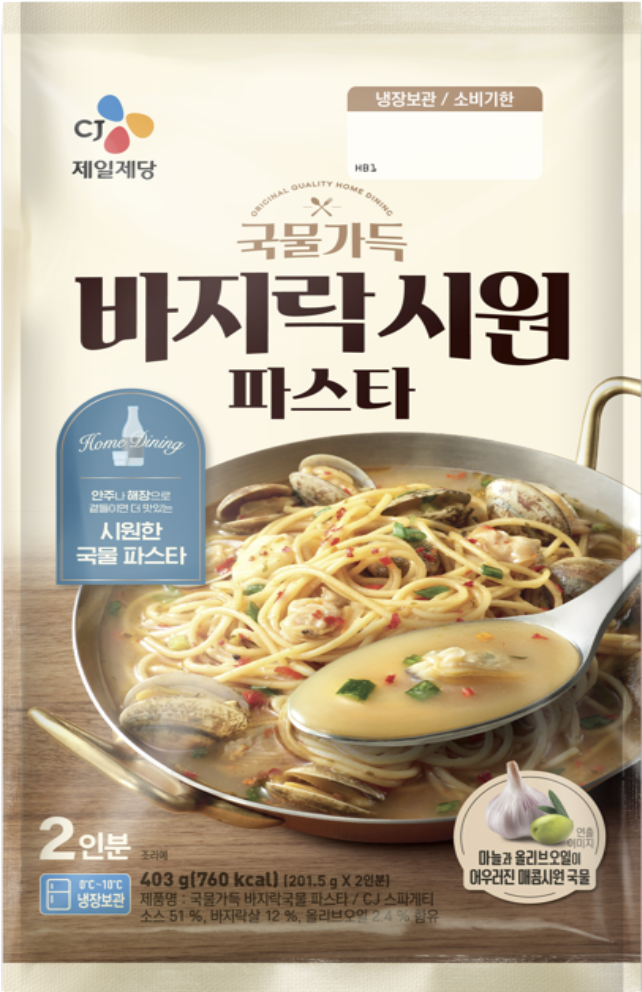 CJ
제일제당
냉장보관 / 소비기한
HB1
ORIGINAL QUALITY HOME DINING
국물가득
바지락 시원
파스타
Home Dining
안주나 해장으로
곁들이면 더 맛있는
시원한
국물 파스타
연출
이미지
마늘과 올리브오일이
어우러진 매콤시원 국물
2인분
조리예
0℃~10℃
냉장보관
403 g(760 kcal) (201.5 g X 2인분)
제품명 : 국물가득 바지락국물 파스타 / CJ 스파게티
소스 51 %, 바지락살 12 %, 올리브오일 2.4 % 함유